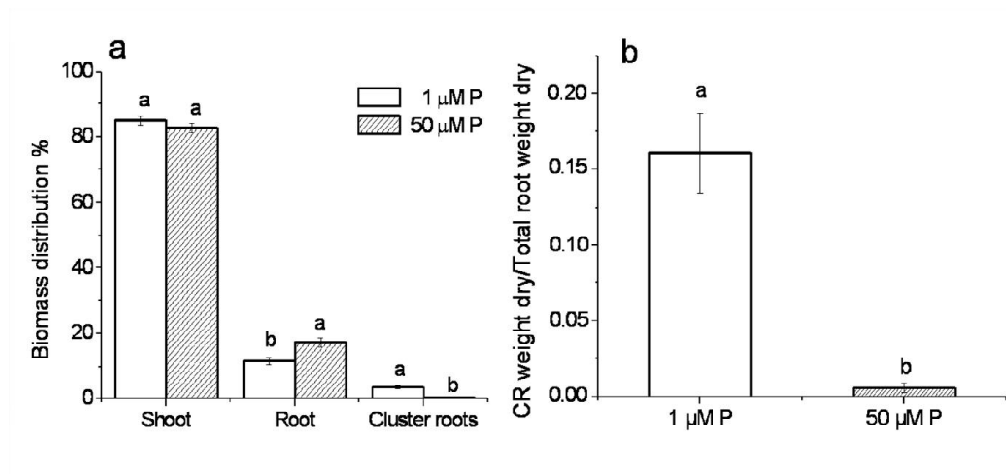 a
Biomass distribution %
100
80
60
40
20
0
a
a
b
a
a
b
1 µM P
50 µM P
Shoot
Root
Cluster roots
b
CR weight dry/Total root weight dry
0.20
0.15
0.10
0.05
0.00
a
b
1 µM P
50 µM P